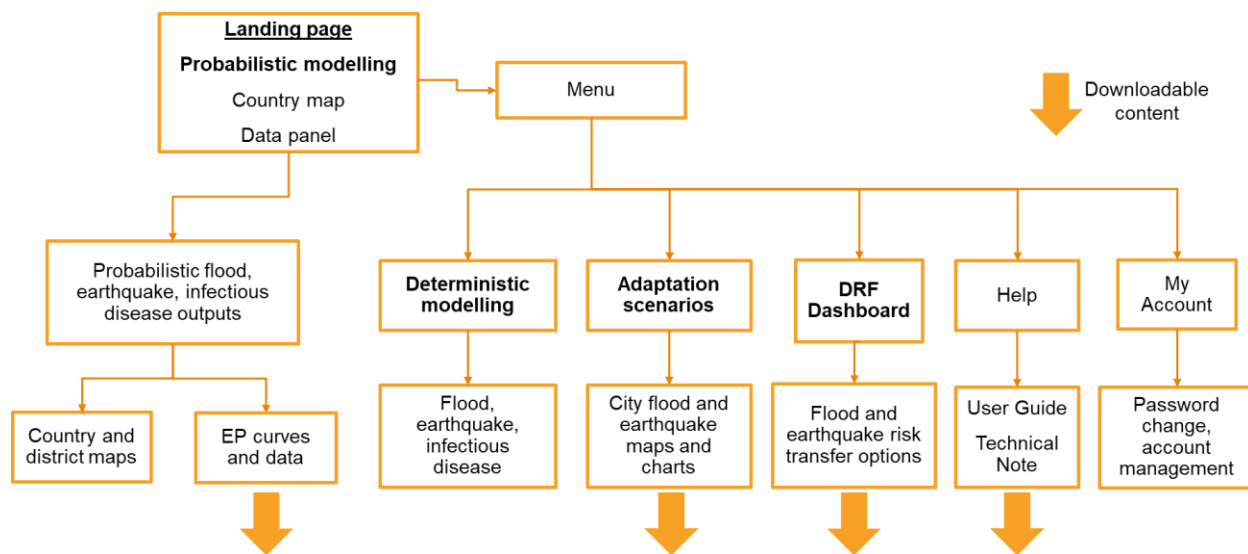 Landing page
Probabilistic modelling
Country map
Data panel
Menu
Downloadable
content
Probabilistic flood,
earthquake, infectious
disease outputs
Deterministic
modelling
Adaptation
scenarios
DRF
Dashboard
Help
My
Account
Country and
district maps
EP curves
and data
Flood,
earthquake,
infectious
disease
City flood and
earthquake
maps and
charts
Flood and
earthquake risk
transfer options
User Guide
Technical
Note
Password
change,
account
management